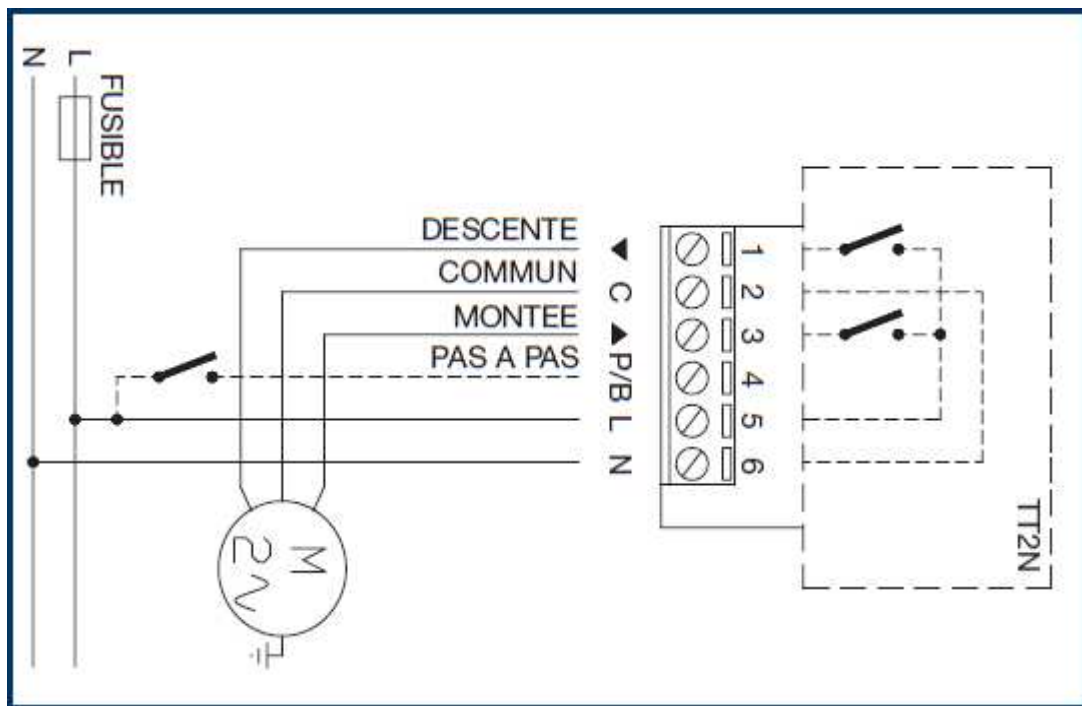 N L
FUSIBLE
DESCENTE ▼ 1
COMMUN C 2
MONTEE ▲ 3
PAS A PAS P/B 4
L 5
N 6
TT2N
M
2~